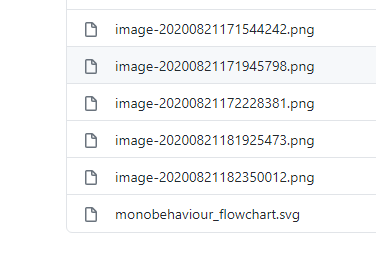 image-20200821171544242.png
image-20200821171945798.png
image-20200821172228381.png
image-20200821181925473.png
image-20200821182350012.png
monobehaviour_flowchart.svg